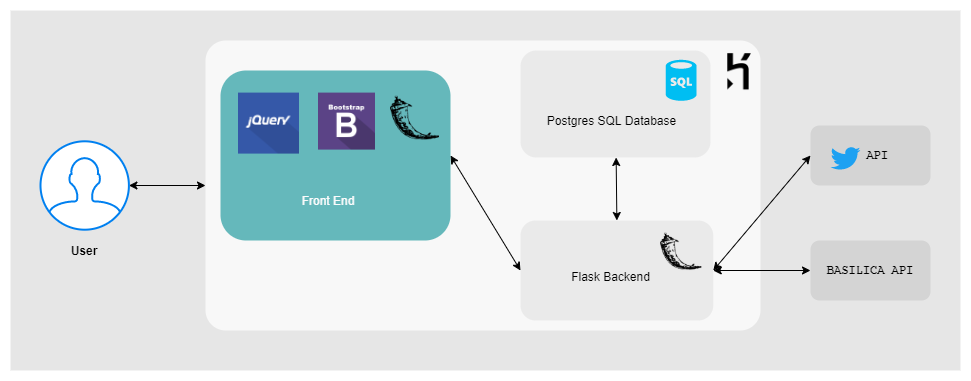 jQuery
Bootstrap
B
Front End
User
SQL
Postgres SQL Database
Flask Backend
API
BASILICA API